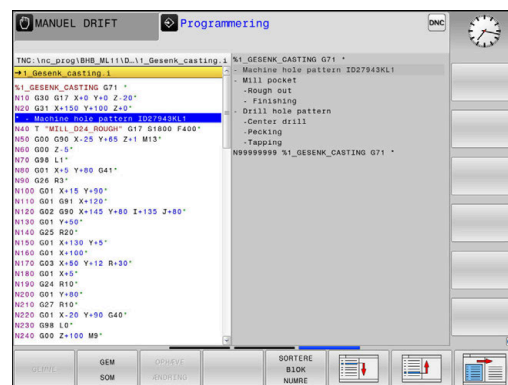 MANUEL DRIFT
Programmering
DNC
TNC:\nc_prog\BHB_ML11\D…\1_Gesenk_casting.i
→1_Gesenk_casting.i
%1_GESENK_CASTING G71 *
N10 G30 G17 X+0 Y+0 Z-20*
N20 G31 X+150 Y+100 Z+0*
* - Machine hole pattern ID27943KL1
N40 T "MILL_D24_ROUGH" G17 S1800 F400*
N50 G00 G90 X-25 Y+65 Z+1 M13*
N60 G00 Z-5*
N70 G98 L1*
N80 G01 X+5 Y+80 G41*
N90 G26 R3*
N100 G01 X+15 Y+90*
N110 G01 G91 X+120*
N120 G02 G90 X+145 Y+80 I+135 J+80*
N130 G01 Y+50*
N140 G25 R20*
N150 G01 X+130 Y+5*
N160 G01 X+100*
N170 G03 X+50 Y+12 R+30*
N180 G01 X+5*
N190 G24 R10*
N200 G01 Y+80*
N210 G27 R10*
N220 G01 X-20 Y+90 G40*
N230 G98 L0*
N240 G00 Z+100 M9*
%1_GESENK_CASTING G71 *
- Machine hole pattern ID27943KL1
- Mill pocket
-Rough out
- Finishing
- Drill hole pattern
-Center drill
-Pecking
-Tapping
N99999999 %1_GESENK_CASTING G71 *
GEMME
GEM
SOM
OPHÆVE
ÆNDRING
SORTERE
BLOK
NUMRE